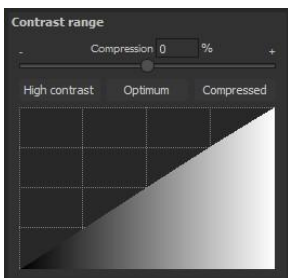 Contrast range
- Compression 0 % +
High contrast Optimum Compressed